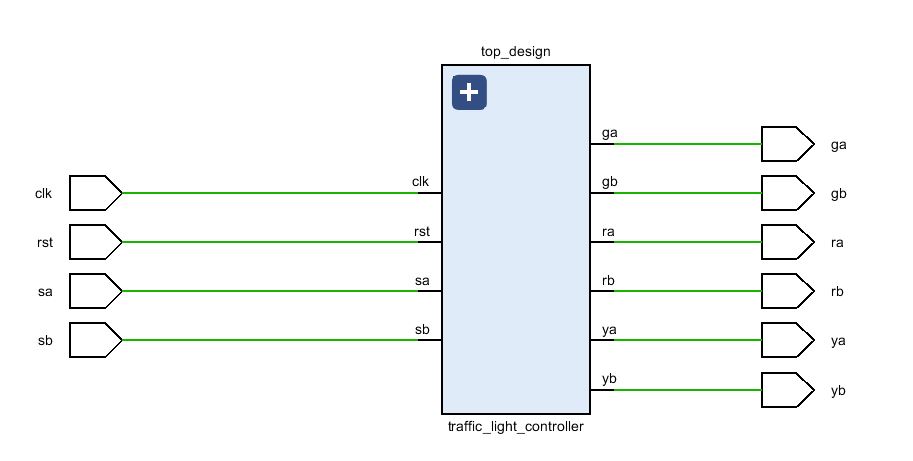 top_design
ga
ga
clk
clk
gb
gb
rst
rst
ra
ra
sa
sa
rb
rb
sb
sb
ya
ya
yb
yb
traffic_light_controller